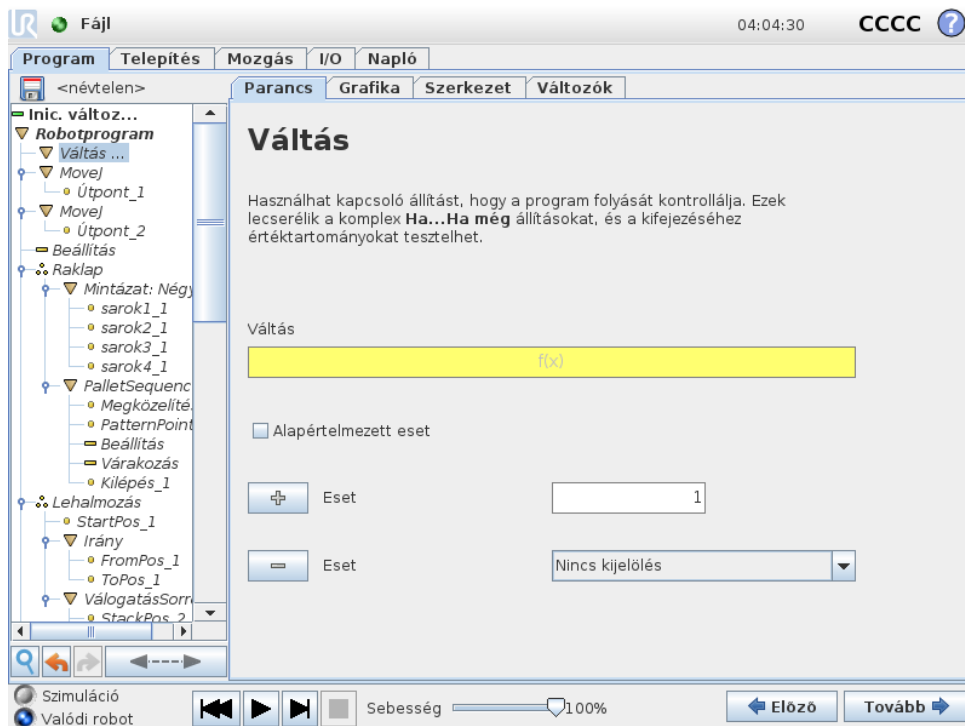 UR Fájl 04:04:30 CCCC ?
Program Telepítés Mozgás I/O Napló
<névtelen> Parancs Grafika Szerkezet Változók
Inic. változ...
Robotprogram
Váltás ...
MoveJ
Útpont_1
MoveJ
Útpont_2
Beállítás
Raklap
Mintázat: Négy
sarok1_1
sarok2_1
sarok3_1
sarok4_1
PalletSequenc
Megközelítés
PatternPoint
Beállítás
Várakozás
Kilépés_1
Lehalmozás
StartPos_1
Irány
FromPos_1
ToPos_1
VálogatásSorr
StackPos_2
Váltás
Használhat kapcsoló állítást, hogy a program folyását kontrollálja. Ezek
lecserélik a komplex Ha...Ha még állításokat, és a kifejezéséhez
értéktartományokat tesztelhet.
Váltás
f(x)
Alapértelmezett eset
Eset 1
Eset Nincs kijelölés
Szimuláció
Valódi robot
Sebesség 100%
Előző Tovább